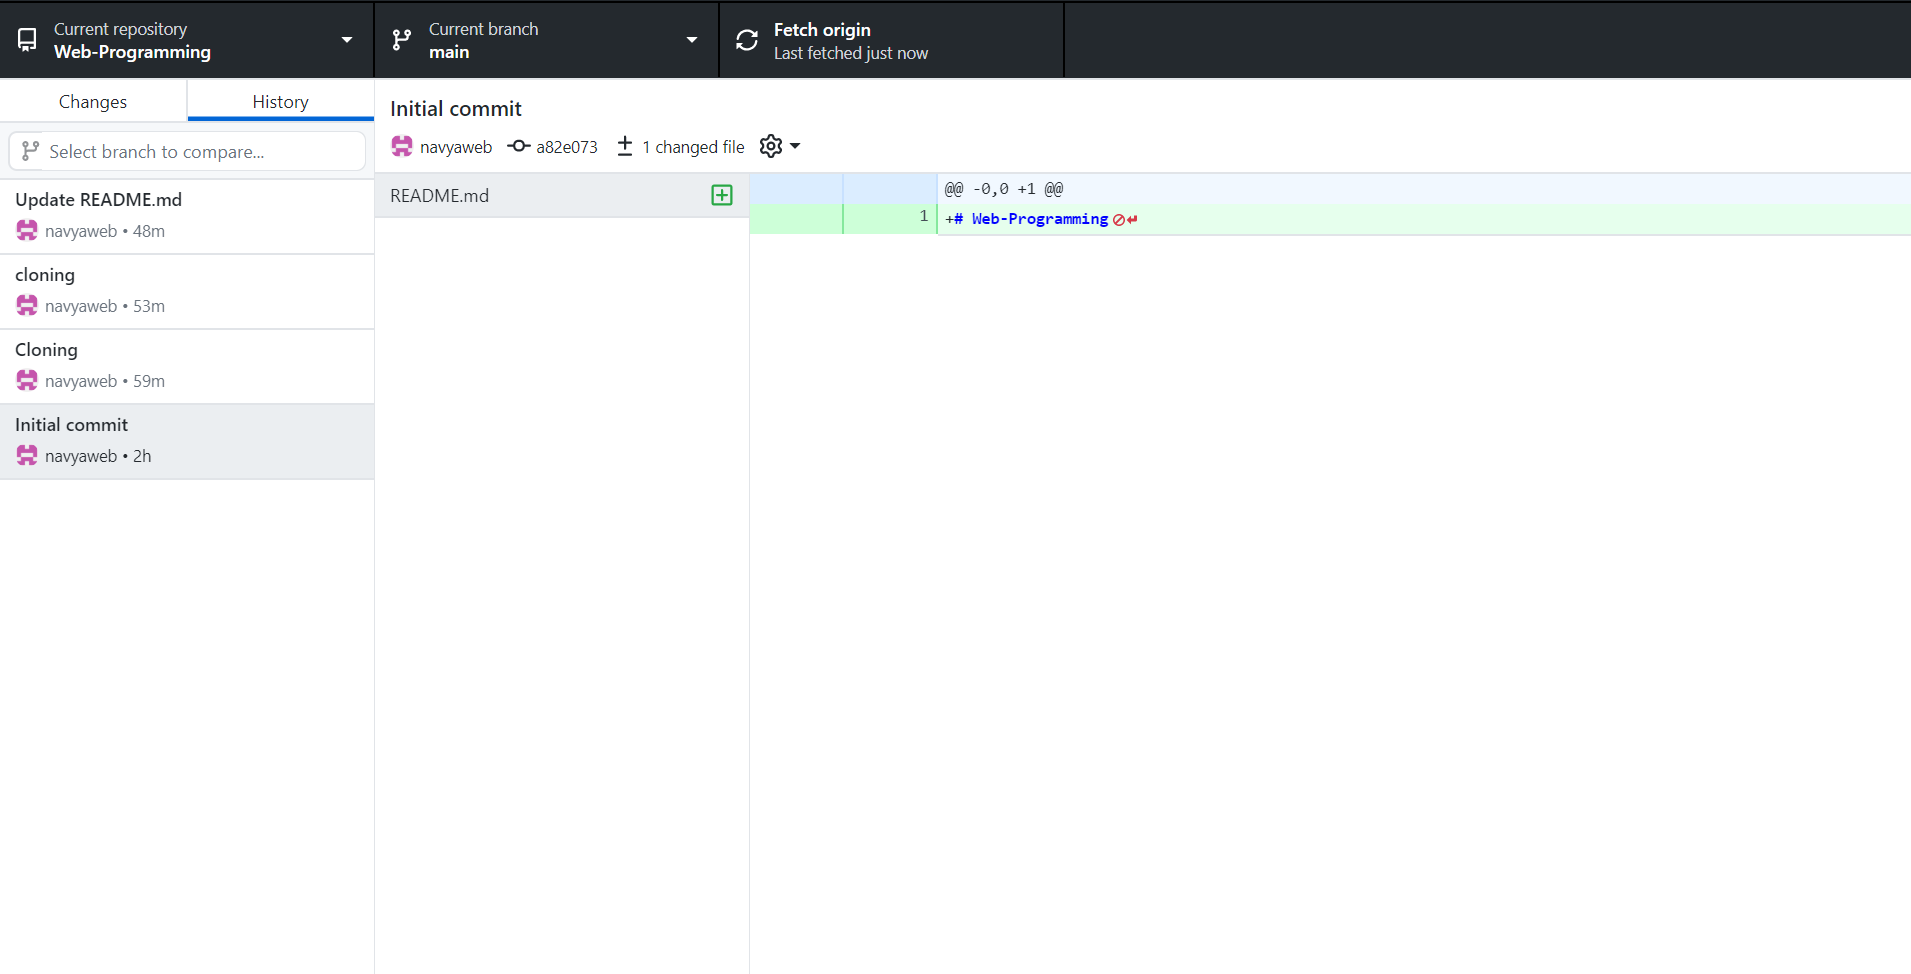 Current repository
Web-Programming
Current branch
main
Fetch origin
Last fetched just now
Changes
History
Select branch to compare...
Update README.md
navyaweb • 48m
cloning
navyaweb • 53m
Cloning
navyaweb • 59m
Initial commit
navyaweb • 2h
Initial commit
navyaweb a82e073 1 changed file
README.md
@@ -0,0 +1 @@
1 +# Web-Programming